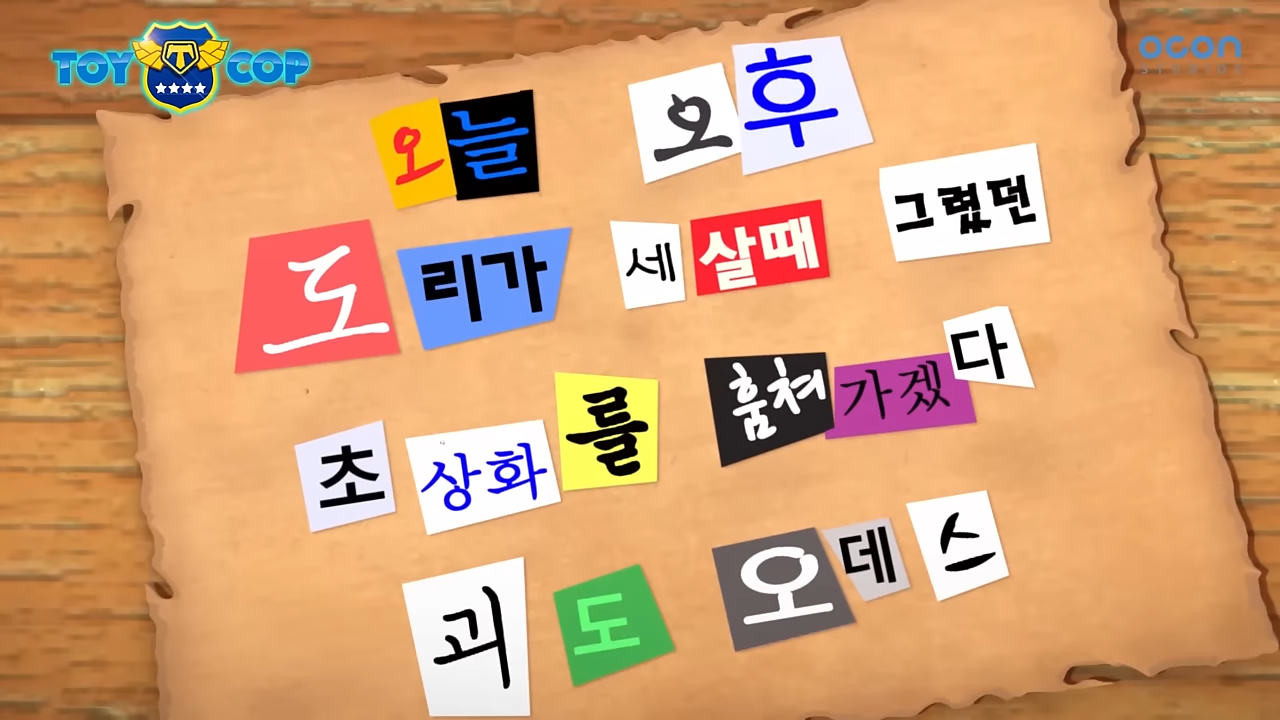 TOY COP
OCON
STUDIOS
오늘 오후
도리가 세살때 그렸던
초상화를 훔쳐가겠다
괴도 오데스